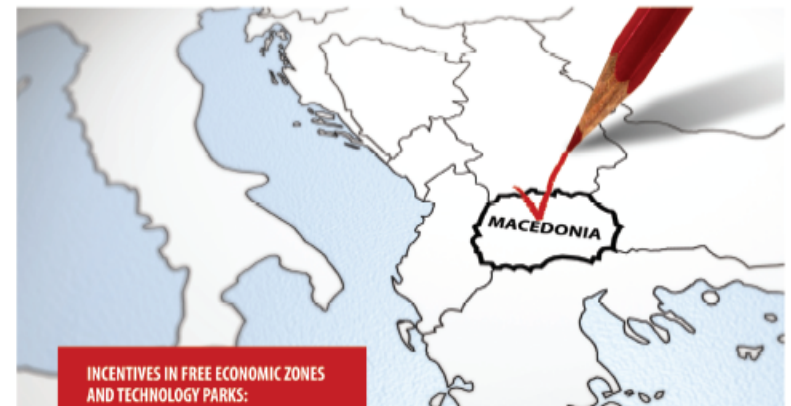 MACEDONIA
INCENTIVES IN FREE ECONOMIC ZONES
AND TECHNOLOGY PARKS: